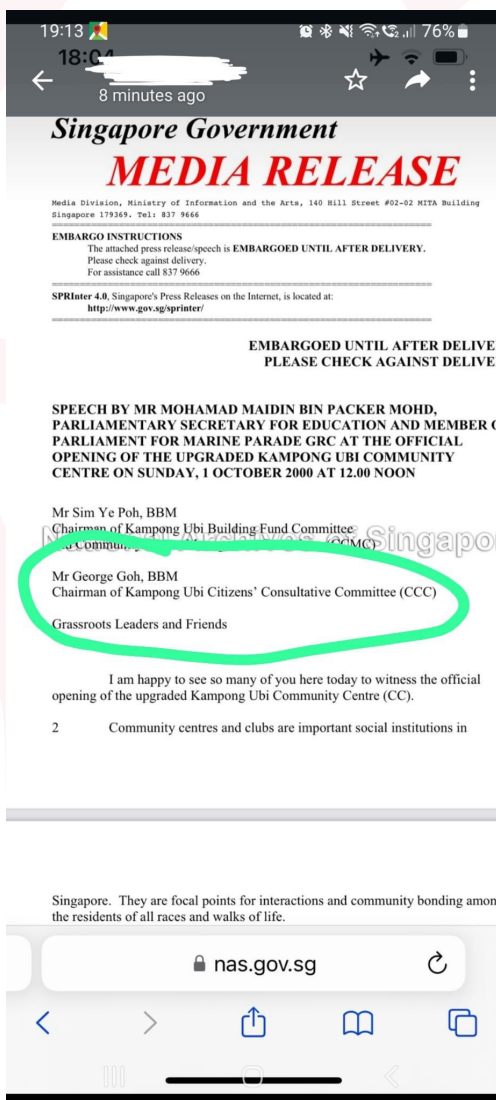 19:13
76%
18:04
8 minutes ago
Singapore Government
MEDIA RELEASE
Media Division, Ministry of Information and the Arts, 140 Hill Street #02-02 MITA Building
Singapore 179369. Tel: 837 9666
EMBARGO INSTRUCTIONS
The attached press release/speech is EMBARGOED UNTIL AFTER DELIVERY.
Please check against delivery.
For assistance call 837 9666
SPRInter 4.0, Singapore's Press Releases on the Internet, is located at:
http://www.gov.sg/sprinter/
EMBARGOED UNTIL AFTER DELIVE
PLEASE CHECK AGAINST DELIVE
SPEECH BY MR MOHAMAD MAIDIN BIN PACKER MOHD,
PARLIAMENTARY SECRETARY FOR EDUCATION AND MEMBER O
PARLIAMENT FOR MARINE PARADE GRC AT THE OFFICIAL
OPENING OF THE UPGRADED KAMPONG UBI COMMUNITY
CENTRE ON SUNDAY, 1 OCTOBER 2000 AT 12.00 NOON
Mr Sim Ye Poh, BBM
Chairman of Kampong Ubi Building Fund Committee
(CCMC)
Singapo
Mr George Goh, BBM
Chairman of Kampong Ubi Citizens' Consultative Committee (CCC)
Grassroots Leaders and Friends
I am happy to see so many of you here today to witness the official
opening of the upgraded Kampong Ubi Community Centre (CC).
2 Community centres and clubs are important social institutions in
Singapore. They are focal points for interactions and community bonding amon
the residents of all races and walks of life.
nas.gov.sg